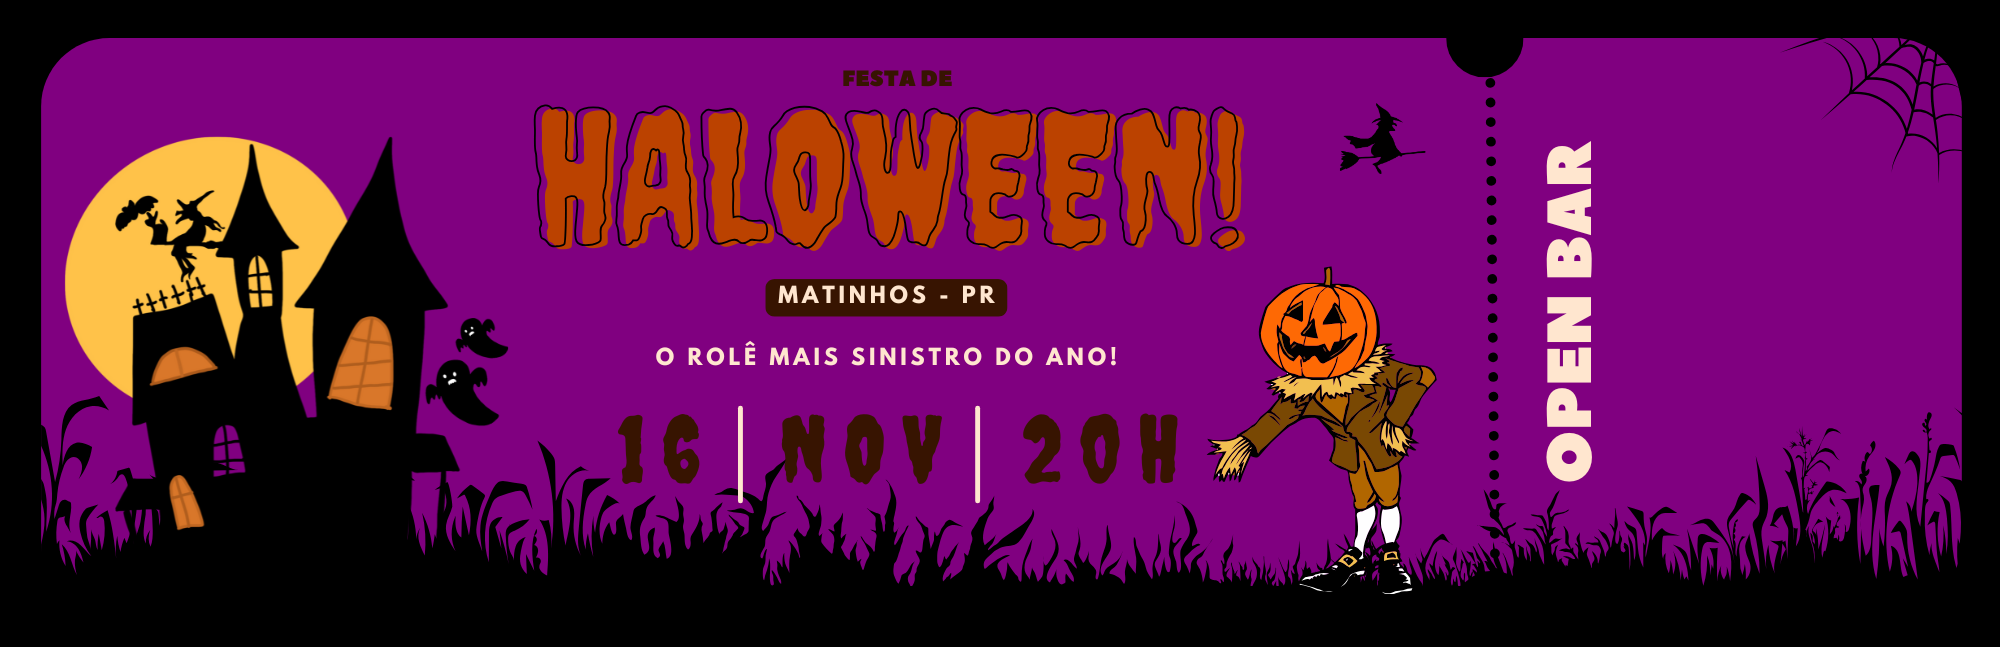 FESTA DE
HALOWEEN!
MATINHOS - PR
O ROLÊ MAIS SINISTRO DO ANO!
16 NOV 20H
OPEN BAR